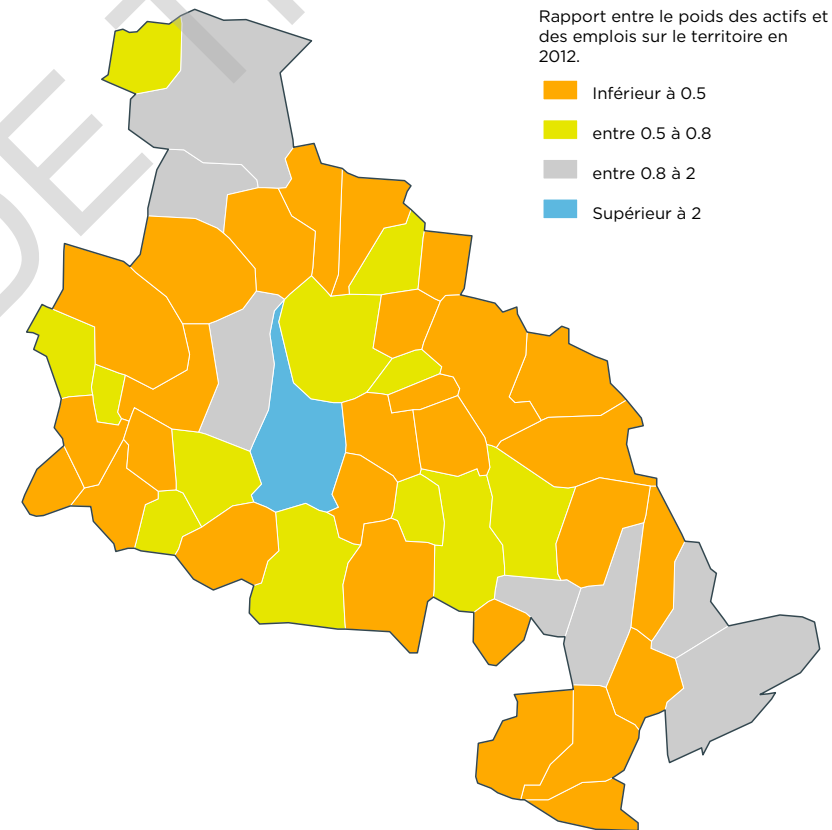 Rapport entre le poids des actifs et
des emplois sur le territoire en
2012.
Inférieur à 0.5
entre 0.5 à 0.8
entre 0.8 à 2
Supérieur à 2